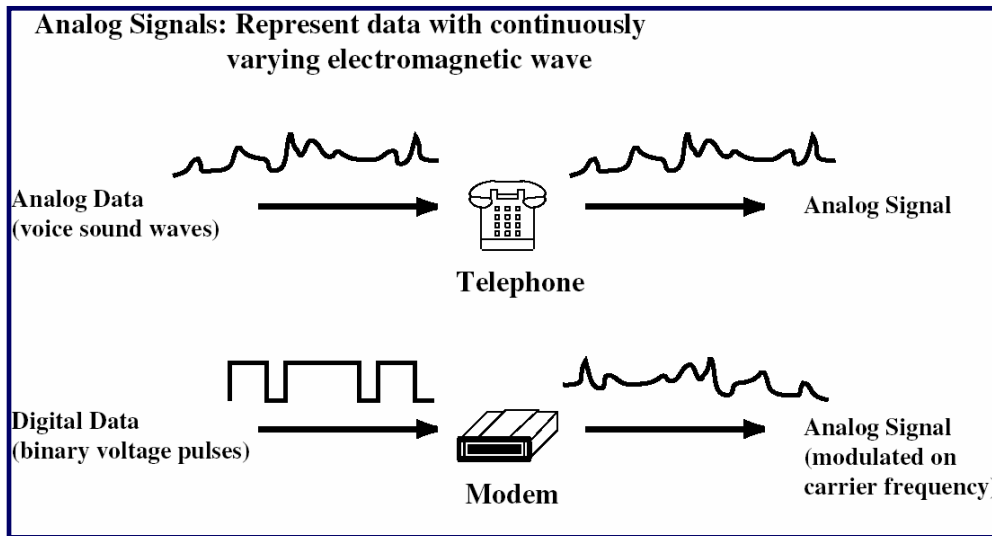 Analog Signals: Represent data with continuously
varying electromagnetic wave
Analog Data
(voice sound waves)
Telephone
Analog Signal
Digital Data
(binary voltage pulses)
Modem
Analog Signal
(modulated on
carrier frequency)